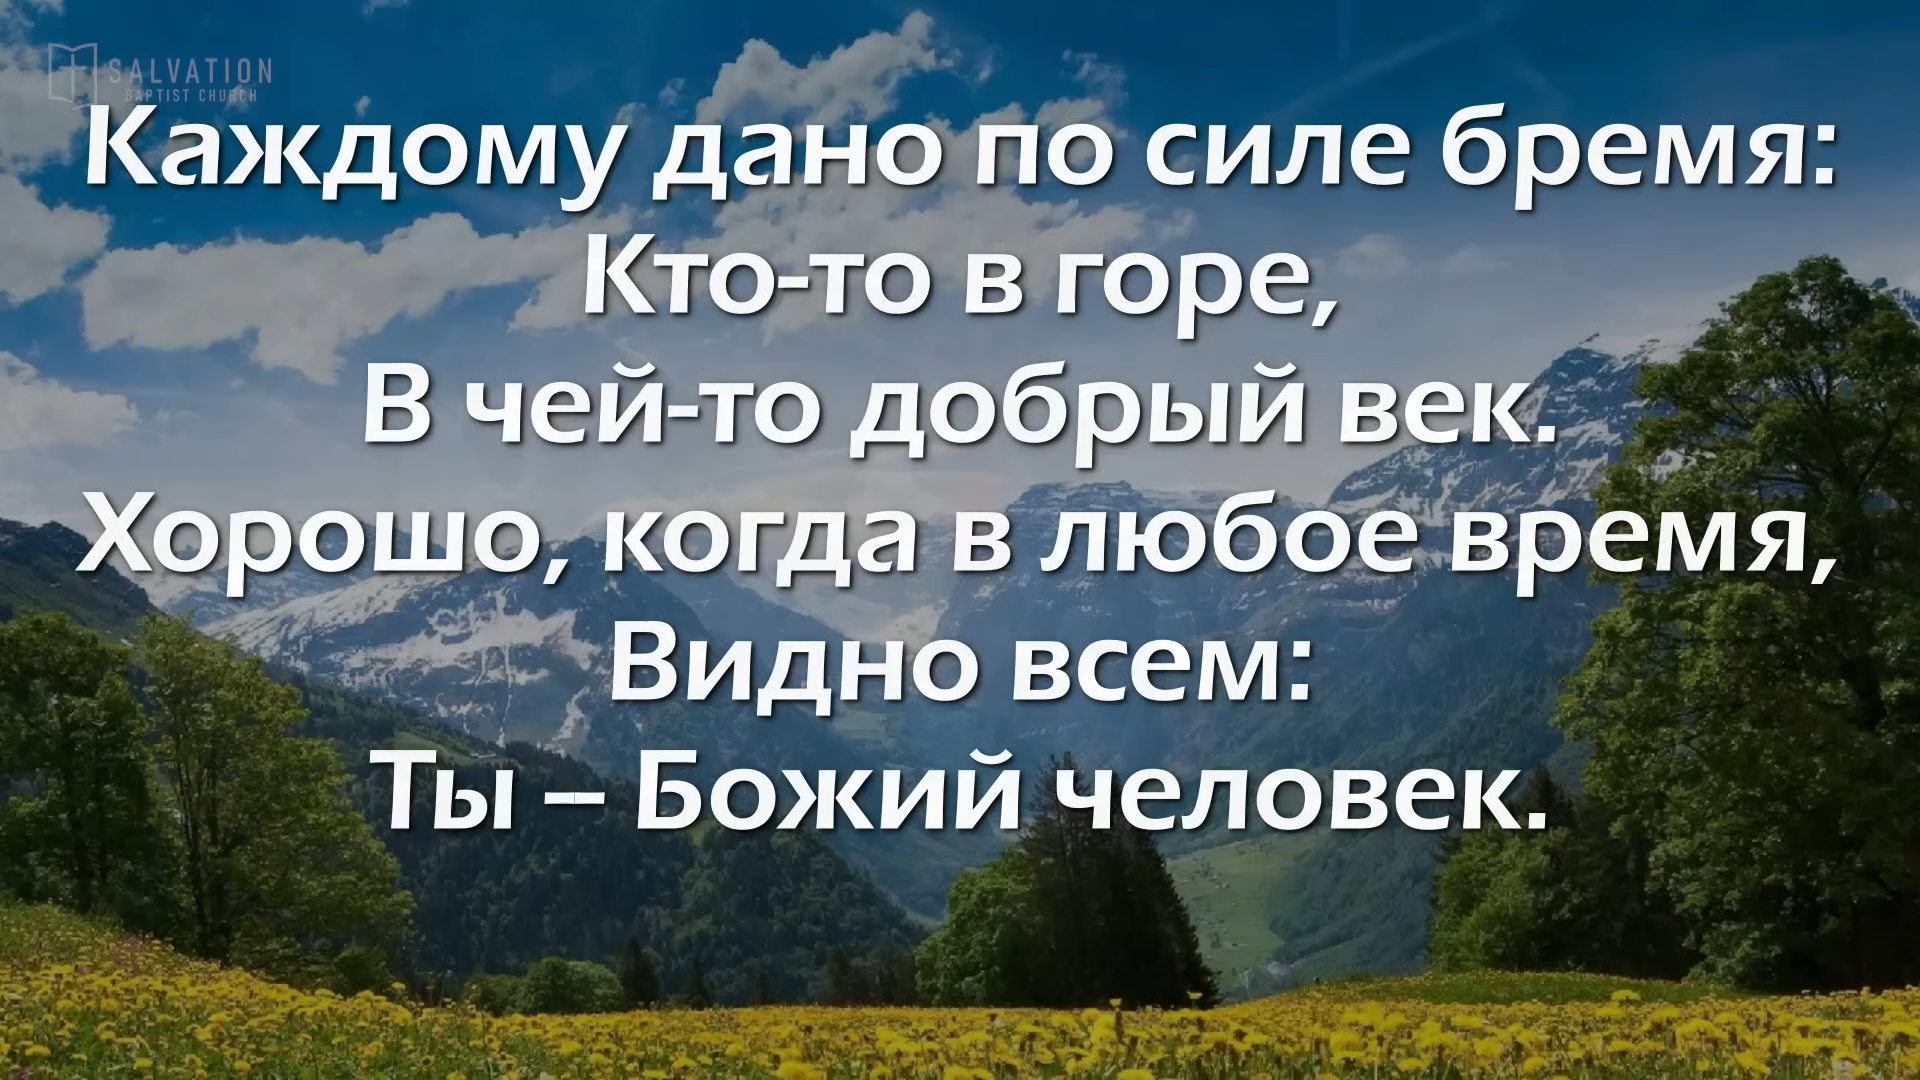 SALVATION
BAPTIST CHURCH
Каждому дано по силе бремя:
Кто-то в горе,
В чей-то добрый век.
Хорошо, когда в любое время,
Видно всем:
Ты – Божий человек.